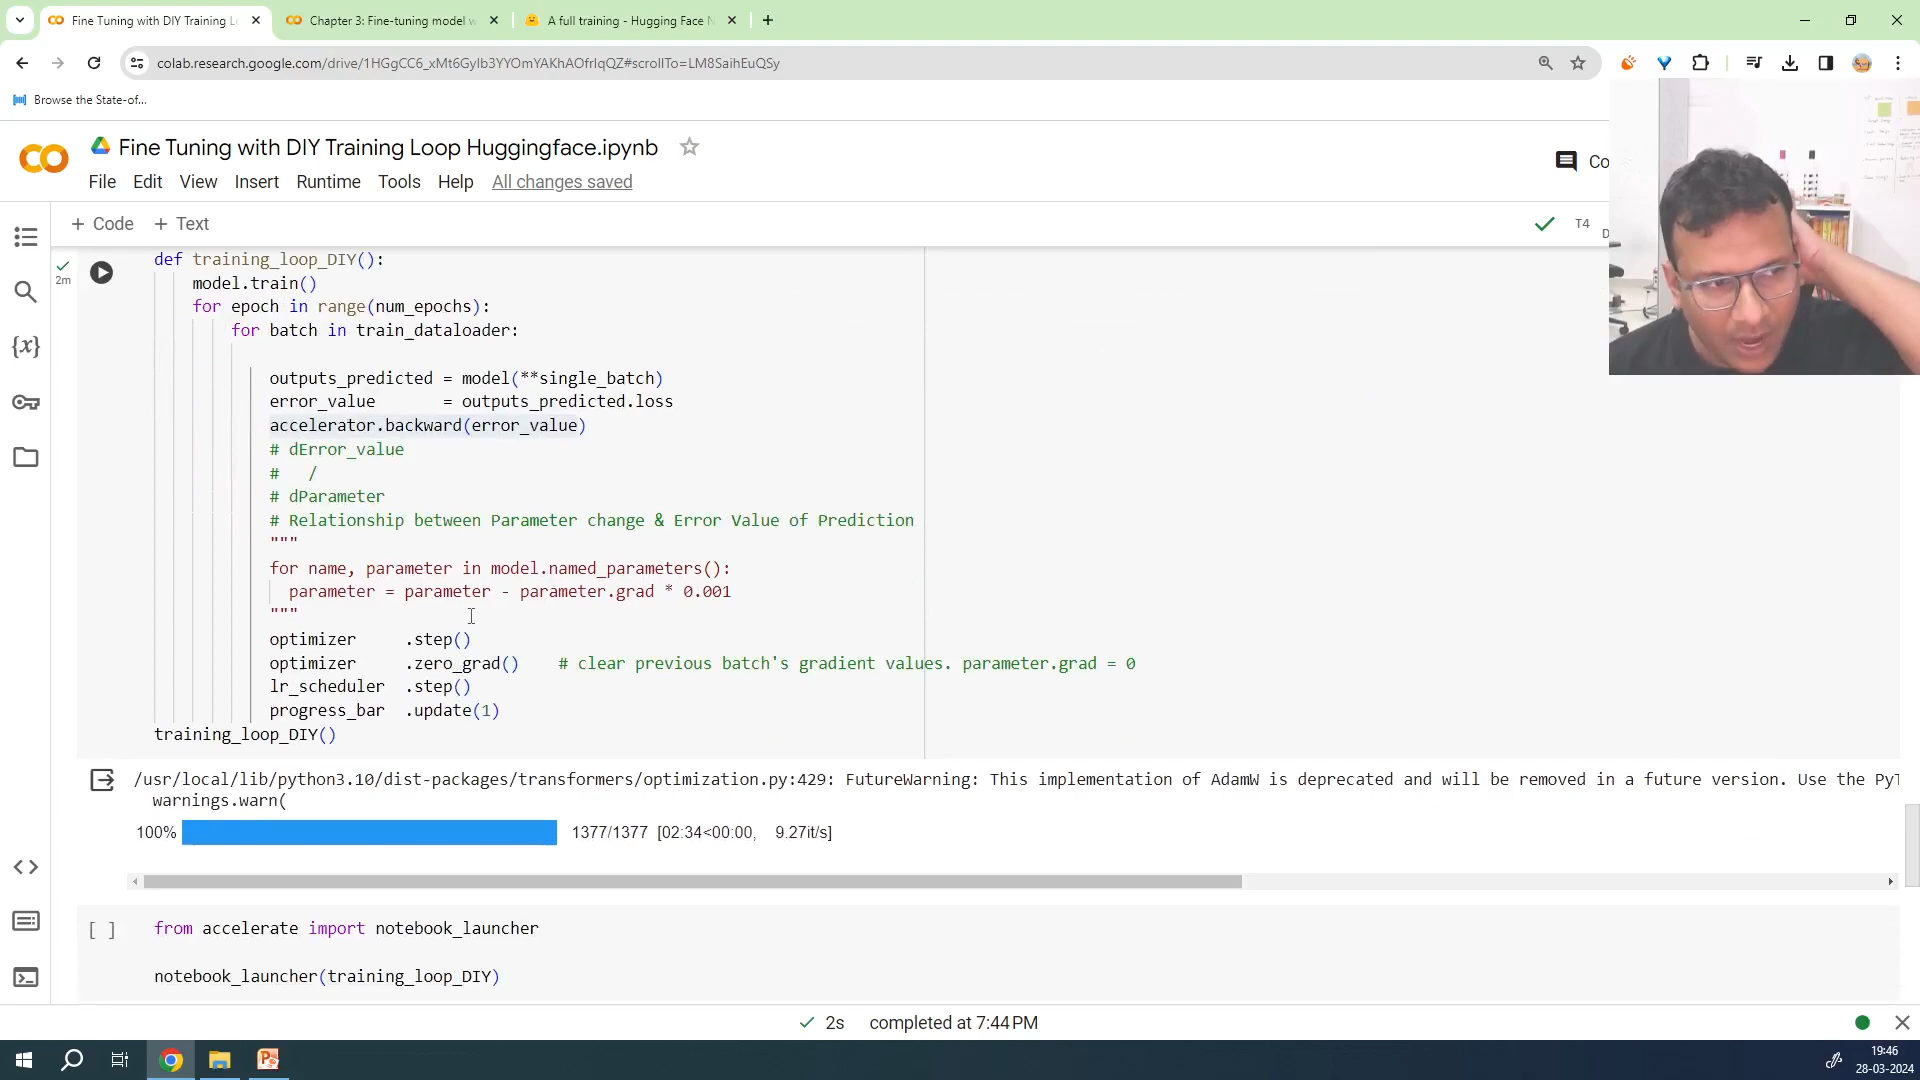 Fine Tuning with DIY Training L
Chapter 3: Fine-tuning model w
A full training - Hugging Face N
colab.research.google.com/drive/1HGgCC6_xMt6GyIb3YYOmYAKhAOfrIqQZ#scrollTo=LM8SaihEuQSy
Browse the State-of...
CO
Fine Tuning with DIY Training Loop Huggingface.ipynb
Co
File Edit View Insert Runtime Tools Help All changes saved
+ Code + Text
T4
D
2m
def training_loop_DIY():
model.train()
for epoch in range(num_epochs):
for batch in train_dataloader:
outputs_predicted = model(**single_batch)
error_value = outputs_predicted.loss
accelerator.backward(error_value)
# dError_value
# /
# dParameter
# Relationship between Parameter change & Error Value of Prediction
"""
for name, parameter in model.named_parameters():
parameter = parameter - parameter.grad * 0.001
"""
optimizer .step()
optimizer .zero_grad() # clear previous batch's gradient values. parameter.grad = 0
lr_scheduler .step()
progress_bar .update(1)
training_loop_DIY()
/usr/local/lib/python3.10/dist-packages/transformers/optimization.py:429: FutureWarning: This implementation of AdamW is deprecated and will be removed in a future version. Use the PyT
warnings.warn(
100% 1377/1377 [02:34<00:00, 9.27it/s]
[ ] from accelerate import notebook_launcher
notebook_launcher(training_loop_DIY)
2s completed at 7:44 PM
19:46
28-03-2024